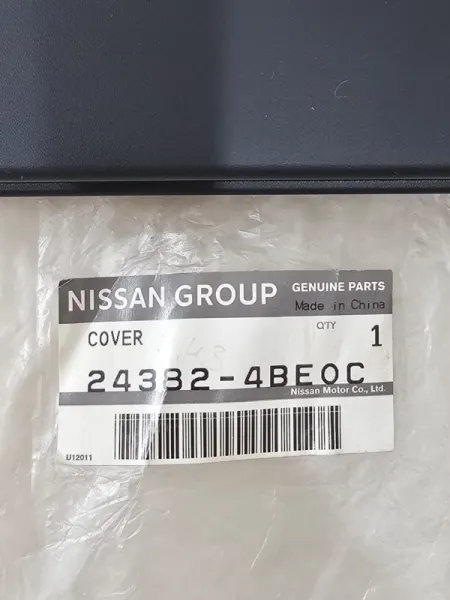 NISSAN GROUP
GENUINE PARTS
Made in China
COVER
QTY
1
24382-4BE0C
Nissan Motor Co., Ltd.
U12011